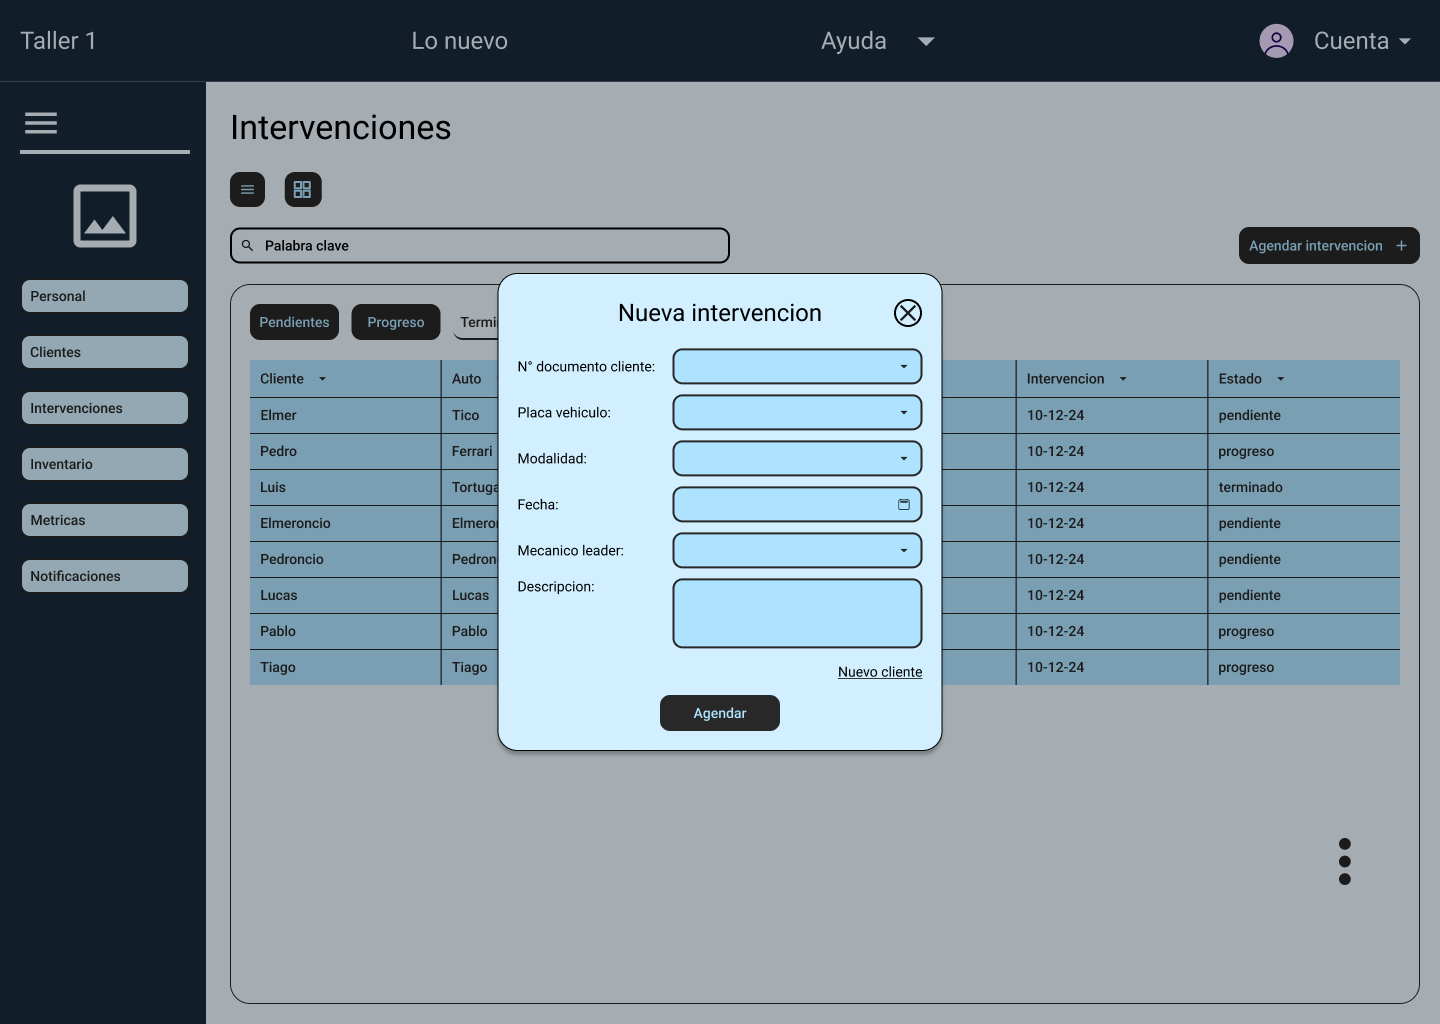 Taller 1 Lo nuevo Ayuda Cuenta
Intervenciones
Palabra clave
Agendar intervencion +
Personal
Clientes
Intervenciones
Inventario
Metricas
Notificaciones
Pendientes Progreso
Cliente Auto Intervencion Estado
Elmer Tico 10-12-24 pendiente
Pedro Ferrari 10-12-24 progreso
Luis 10-12-24 terminado
Elmeroncio 10-12-24 pendiente
Pedroncio 10-12-24 pendiente
Lucas Lucas 10-12-24 pendiente
Pablo Pablo 10-12-24 progreso
Tiago Tiago 10-12-24 progreso
Nueva intervencion
N° documento cliente:
Placa vehiculo:
Modalidad:
Fecha:
Mecanico leader:
Descripcion:
Nuevo cliente
Agendar